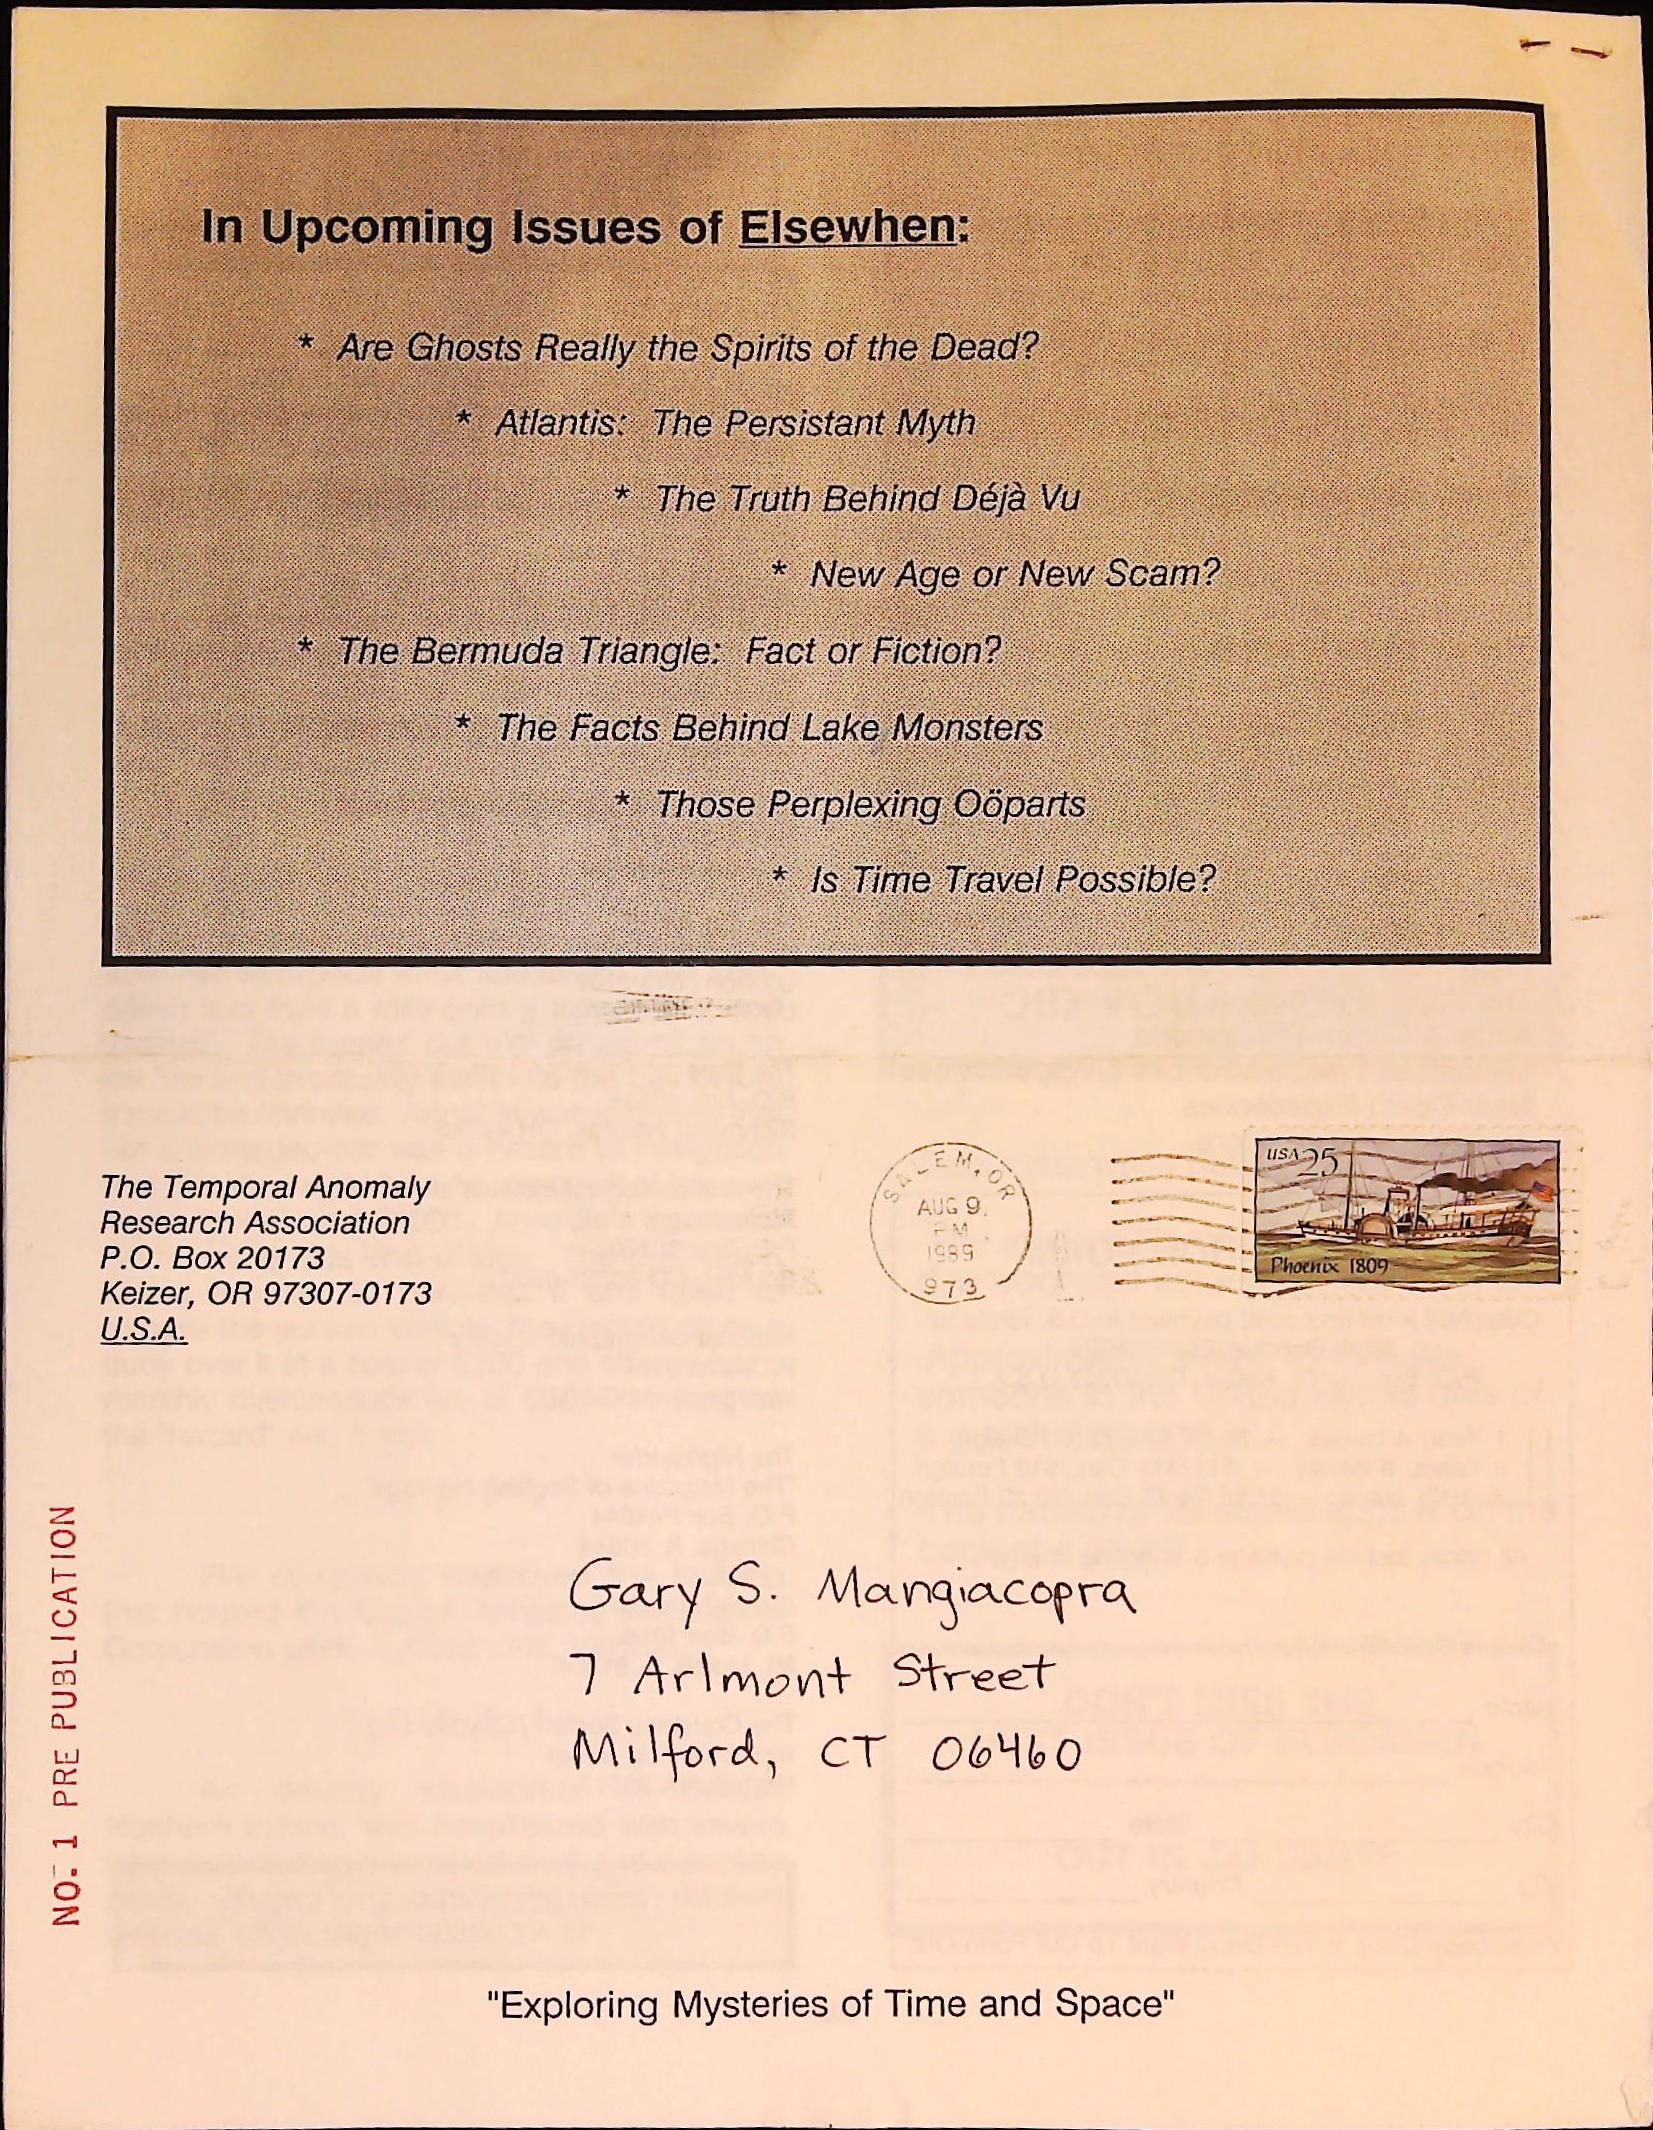 In Upcoming Issues of Elsewhen:
* Are Ghosts Really the Spirits of the Dead?
* Atlantis: The Persistant Myth
* The Truth Behind Déjà Vu
* New Age or New Scam?
* The Bermuda Triangle: Fact or Fiction?
* The Facts Behind Lake Monsters
* Those Perplexing Oöparts
* Is Time Travel Possible?
The Temporal Anomaly
Research Association
P.O. Box 20173
Keizer, OR 97307-0173
U.S.A.
SALEM, OR
AUG 9
PM
1989
973
USA 25
Phoenix 1809
NO. 1 PRE PUBLICATION
Gary S. Mangiacopra
7 Arlmont Street
Milford, CT 06460
"Exploring Mysteries of Time and Space"